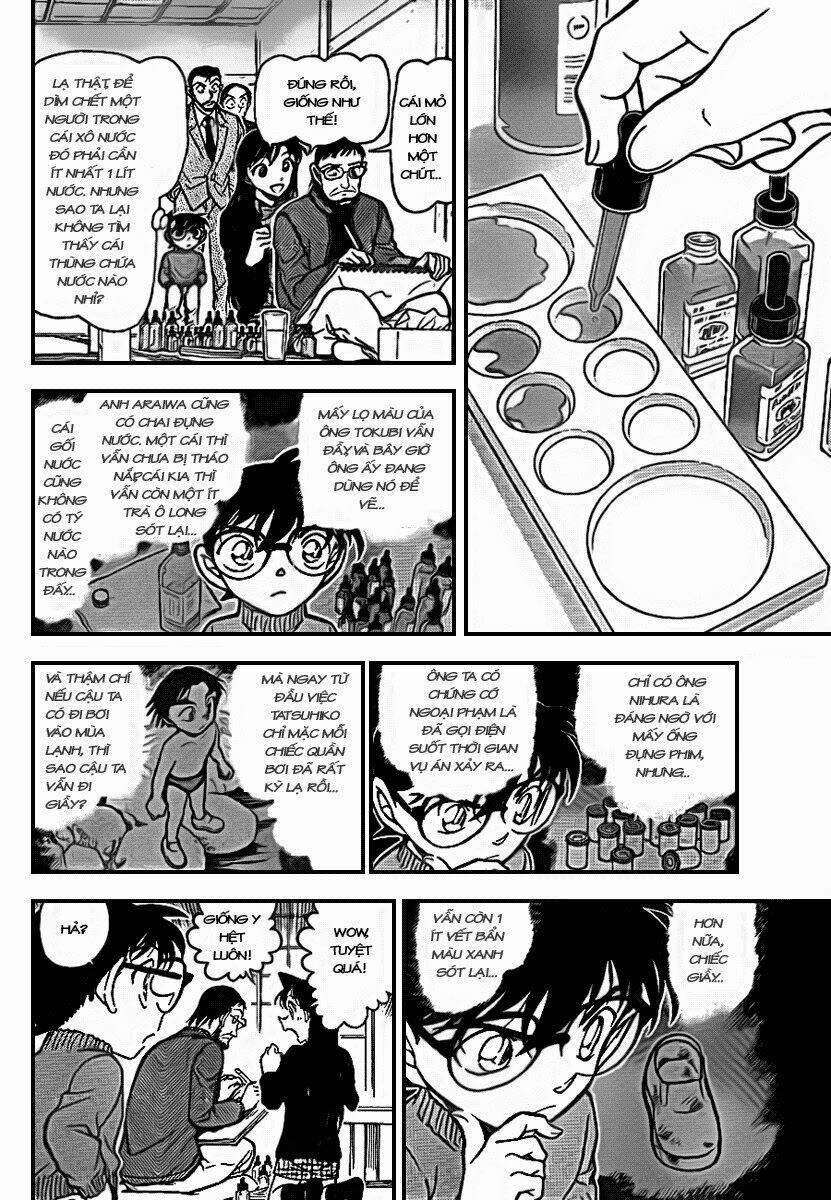 CÁI MỎ
LỚN
HƠN
MỘT
CHÚT...
ĐÚNG RỒI,
GIỐNG NHƯ
THẾ!
LẠ THẬT, ĐỂ
DÌM CHẾT MỘT
NGƯỜI TRONG
CÁI XÔ NƯỚC
ĐÓ PHẢI CẦN
ÍT NHẤT 1 LÍT
NƯỚC. NHƯNG
SAO TA LẠI
KHÔNG TÌM
THẤY CÁI
THÙNG CHỨA
NƯỚC NÀO
NHỈ?
MẤY LỌ MÀU CỦA
ÔNG TOKUBI VẪN
ĐẦY, VÀ BÂY GIỜ
ÔNG ẤY ĐANG
DÙNG NÓ ĐỂ
VẼ...
ANH ARAIWA CŨNG
CÓ CHAI ĐỰNG
NƯỚC. MỘT CÁI THÌ
VẪN CHƯA BỊ THÁO
NẮP, CÁI KIA THÌ
VẪN CÒN MỘT ÍT
TRÀ Ô LONG
SÓT LẠI...
CÁI
GỐI
NƯỚC
CŨNG
KHÔNG
CÓ TÝ
NƯỚC
NÀO
TRONG
ĐẤY...
CHỈ CÓ ÔNG
NIHURA LÀ
ĐÁNG NGỜ VỚI
MẤY ỐNG
ĐỰNG PHIM,
NHƯNG...
ÔNG TA CÓ
CHỨNG CỚ
NGOẠI PHẠM LÀ
ĐÃ GỌI ĐIỆN
SUỐT THỜI GIAN
VỤ ÁN XẢY RA...
MÀ NGAY TỪ
ĐẦU VIỆC
TATSUHIKO
CHỈ MẶC MỖI
CHIẾC QUẦN
BƠI ĐÃ RẤT
KỲ LẠ RỒI...
VÀ THẬM CHÍ
NẾU CẬU TA
CÓ ĐI BƠI
VÀO MÙA
LẠNH, THÌ
SAO CẬU TA
VẪN ĐI
GIẦY?
HƠN
NỮA,
CHIẾC
GIẦY...
VẪN CÒN 1
ÍT VẾT BẨN
MÀU XANH
SÓT LẠI...
WOW,
TUYỆT
QUÁ!
GIỐNG Y
HỆT
LUÔN!
HẢ?